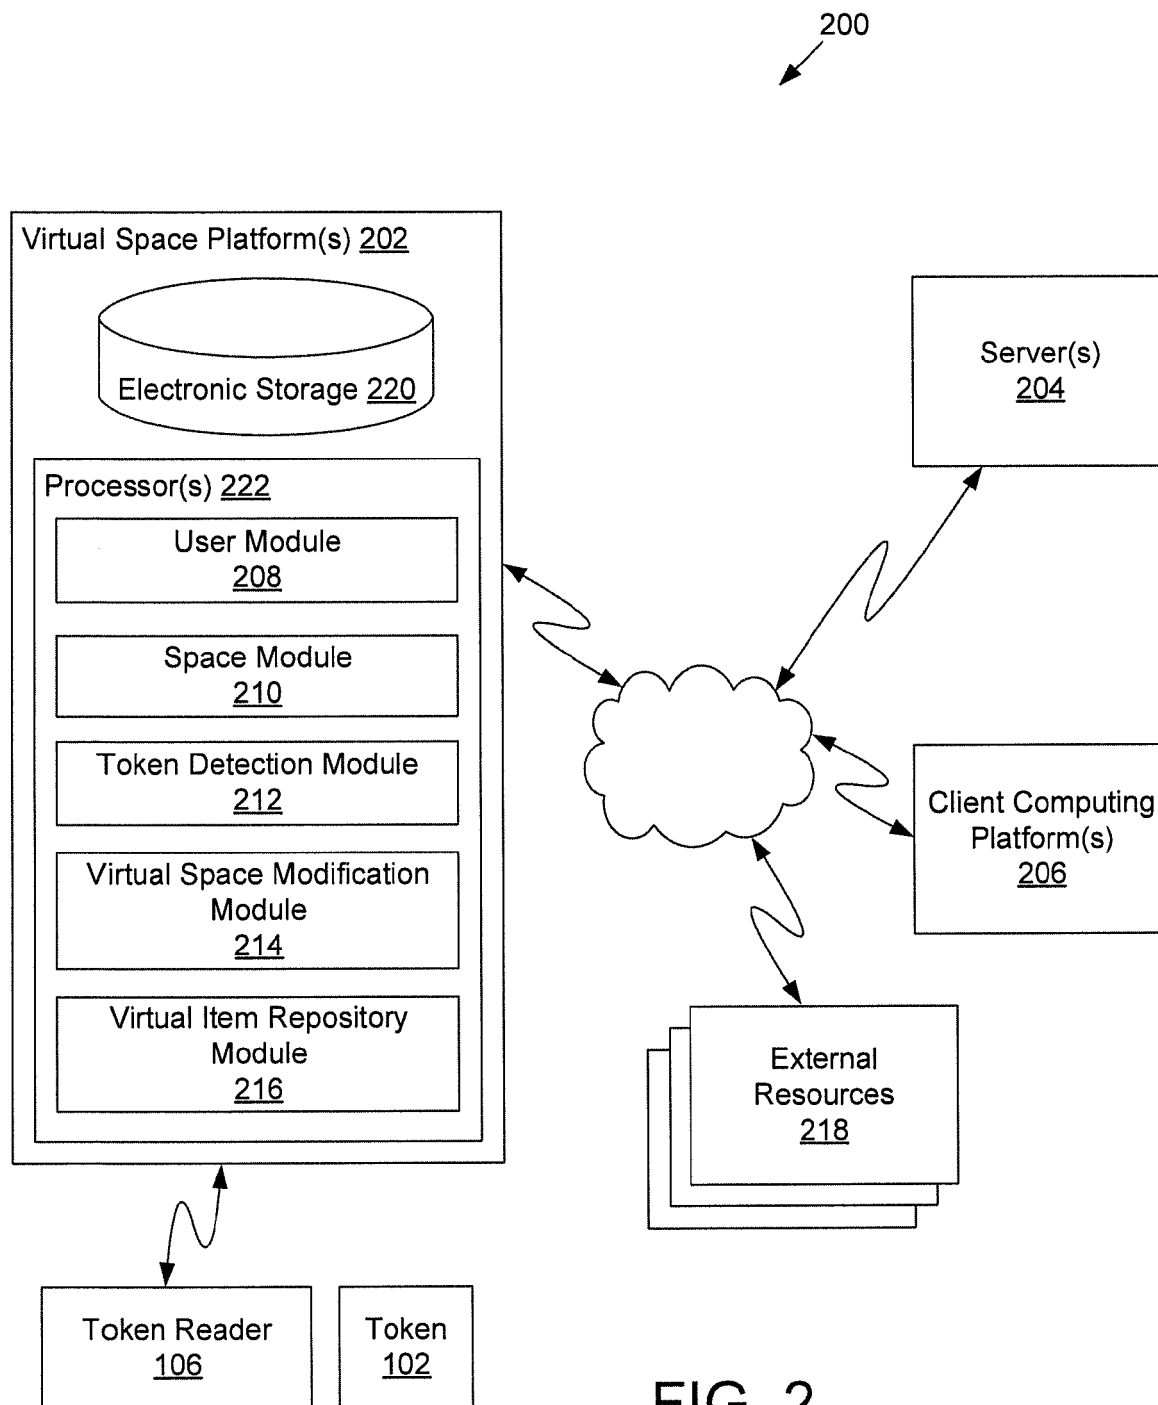 200
Virtual Space Platform(s) 202
Electronic Storage 220
Processor(s) 222
User Module
208
Space Module
210
Token Detection Module
212
Virtual Space Modification
Module
214
Virtual Item Repository
Module
216
Server(s)
204
Client Computing
Platform(s)
206
External
Resources
218
Token Reader
106
Token
102
FIG. 2